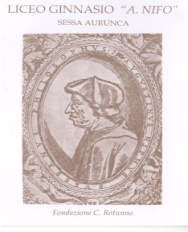 LICEO GINNASIO "A. NIFO"
SESSA AURUNCA
Fondazione C. Rotunno